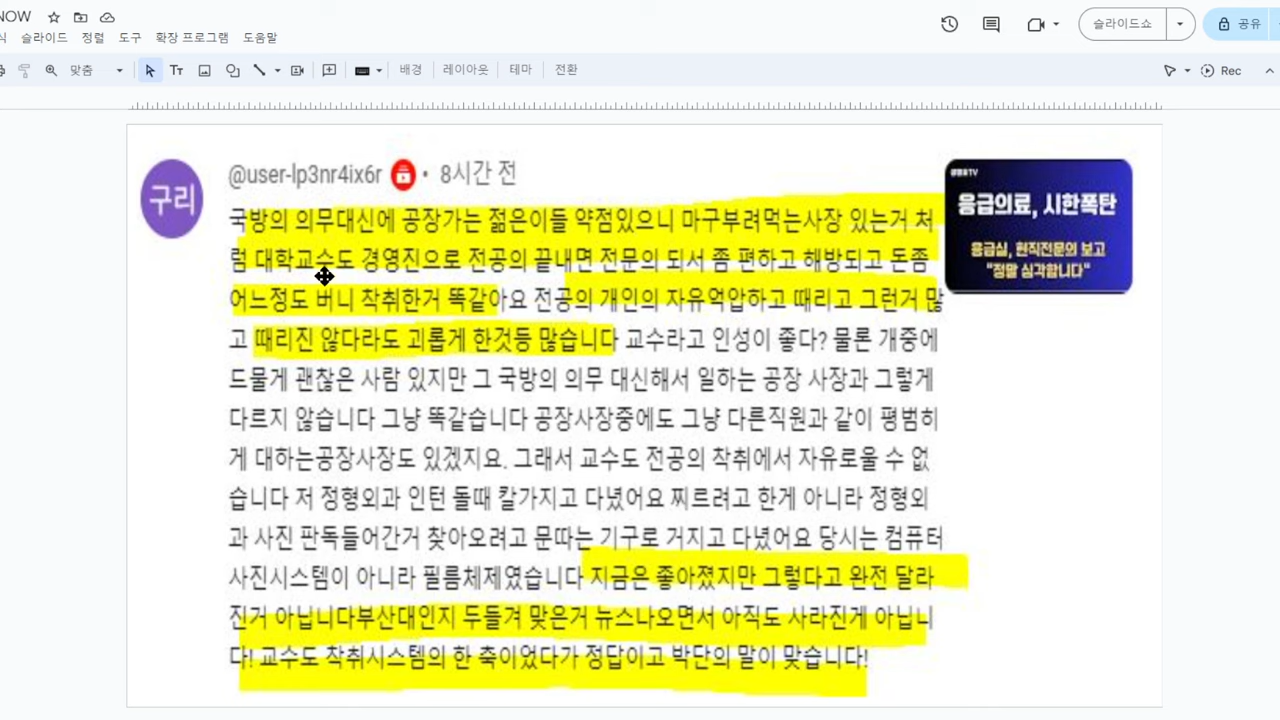 NOW
식 슬라이드 정렬 도구 확장 프로그램 도움말
슬라이드쇼
공유
맞춤
Tт
배경 레이아웃 테마 전환
Rec
구리
@user-lp3nr4ix6r • 8시간 전
국방의 의무대신에 공장가는 젊은이들 약점있으니 마구부려먹는사장 있는거 처
럼 대학교수도 경영진으로 전공의 끝내면 전문의 되서 좀 편하고 해방되고 돈좀
어느정도 버니 착취한거 똑같아요 전공의 개인의 자유억압하고 때리고 그런거 많
고 때리진 않다라도 괴롭게 한것등 많습니다 교수라고 인성이 좋다? 물론 개중에
드물게 괜찮은 사람 있지만 그 국방의 의무 대신해서 일하는 공장 사장과 그렇게
다르지 않습니다 그냥 똑같습니다 공장사장중에도 그냥 다른직원과 같이 평범히
게 대하는공장사장도 있겠지요. 그래서 교수도 전공의 착취에서 자유로울 수 없
습니다 저 정형외과 인턴 돌때 칼가지고 다녔어요 찌르려고 한게 아니라 정형외
과 사진 판독들어간거 찾아오려고 문따는 기구로 거지고 다녔어요 당시는 컴퓨터
사진시스템이 아니라 필름체제였습니다 지금은 좋아졌지만 그렇다고 완전 달라
진거 아닙니다부산대인지 두들겨 맞은거 뉴스나오면서 아직도 사라진게 아닙니
다! 교수도 착취시스템의 한 축이었다가 정답이고 박단의 말이 맞습니다!
응급의료, 시한폭탄
응급실, 현직전문의 보고
"정말 심각합니다"